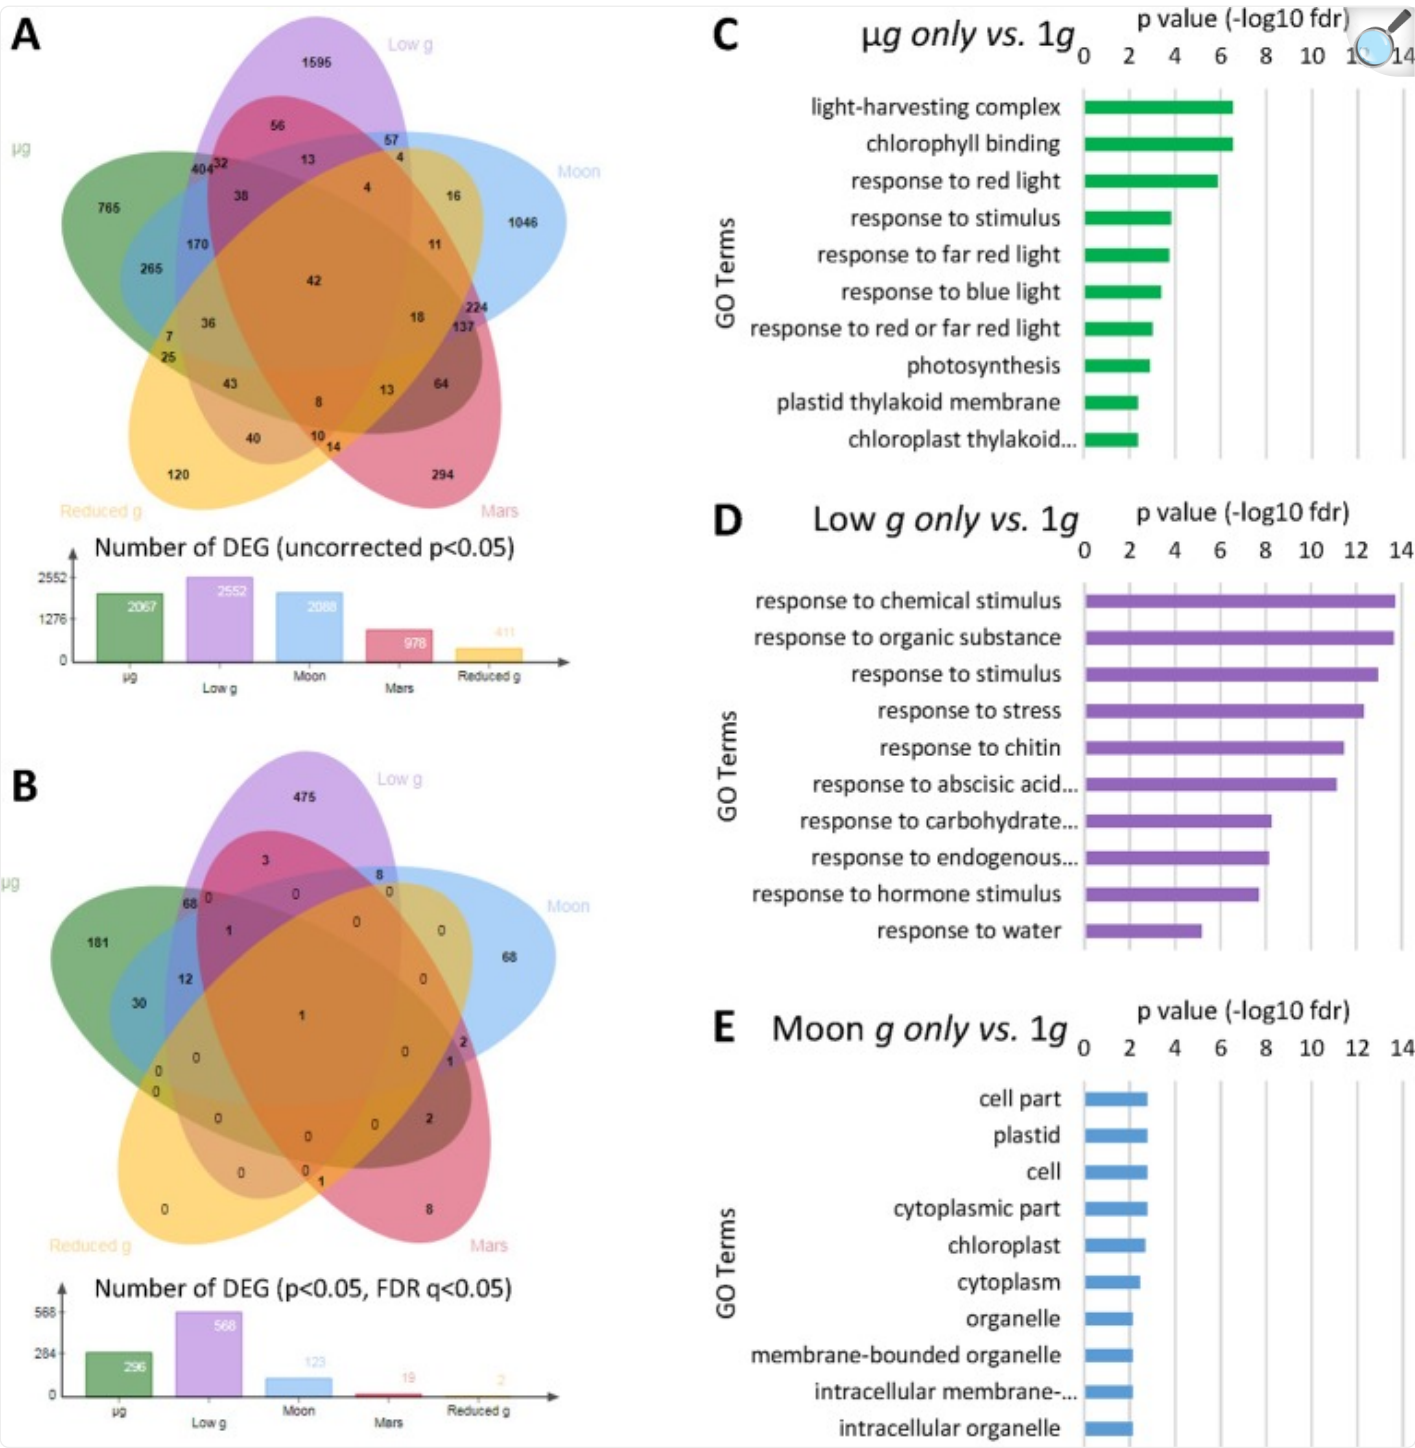 A
Low g
1595
56
57
4
µg
404
32
13
Moon
38
4
16
765
1046
170
11
265
42
224
36
18
137
7
25
43
13
64
8
40
10
14
120
294
Reduced g
Mars
Number of DEG (uncorrected p<0.05)
2552
1276
0
2067
2552
2088
978
411
µg
Low g
Moon
Mars
Reduced g
B
Low g
475
3
8
µg
68
0
0
0
Moon
1
0
0
181
68
12
0
30
1
2
0
0
1
0
0
0
0
2
0
0
0
1
0
8
Reduced g
Mars
Number of DEG (p<0.05, FDR q<0.05)
568
284
0
296
568
123
19
2
µg
Low g
Moon
Mars
Reduced g
C
µg only vs. 1g
p value (-log10 fdr)
0 2 4 6 8 10 14
GO Terms
light-harvesting complex
chlorophyll binding
response to red light
response to stimulus
response to far red light
response to blue light
response to red or far red light
photosynthesis
plastid thylakoid membrane
chloroplast thylakoid...
D
Low g only vs. 1g
p value (-log10 fdr)
0 2 4 6 8 10 12 14
GO Terms
response to chemical stimulus
response to organic substance
response to stimulus
response to stress
response to chitin
response to abscisic acid...
response to carbohydrate...
response to endogenous...
response to hormone stimulus
response to water
E
Moon g only vs. 1g
p value (-log10 fdr)
0 2 4 6 8 10 12 14
GO Terms
cell part
plastid
cell
cytoplasmic part
chloroplast
cytoplasm
organelle
membrane-bounded organelle
intracellular membrane-...
intracellular organelle